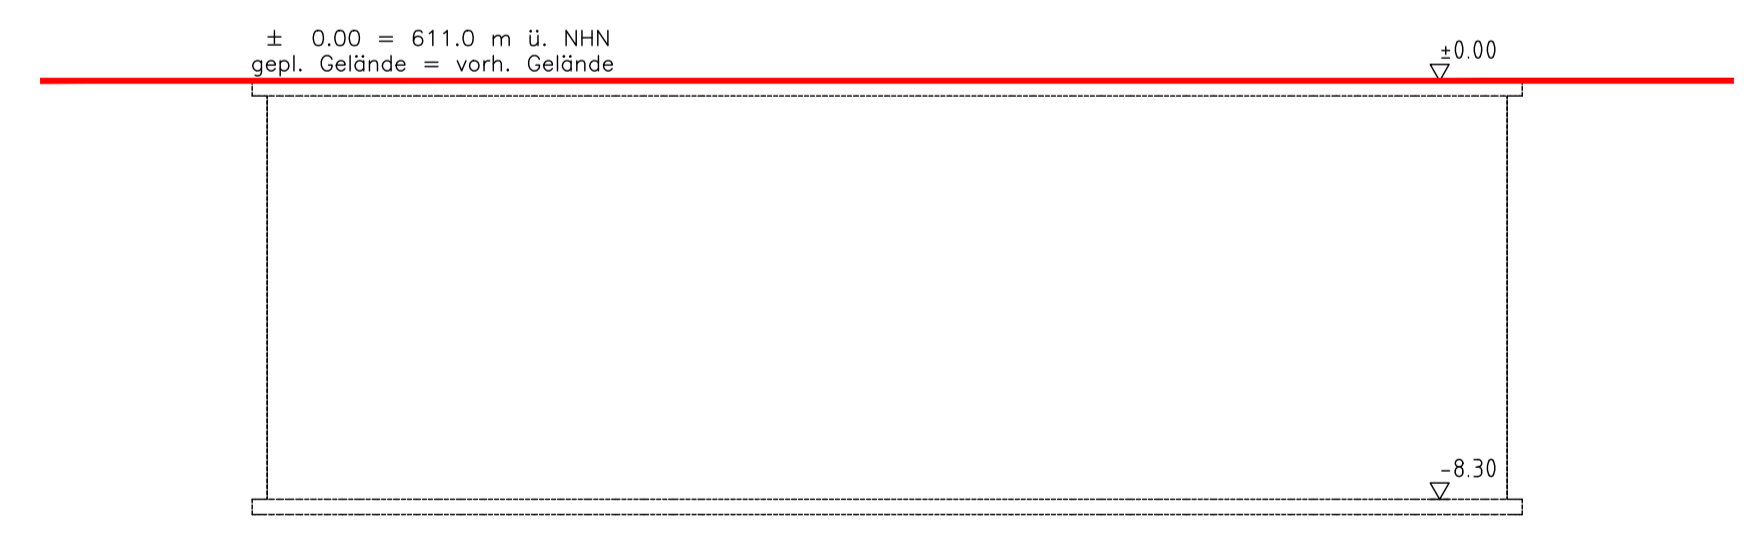 ± 0.00 = 611.0 m ü. NHN
gepl. Gelände = vorh. Gelände
±0.00
-8.30